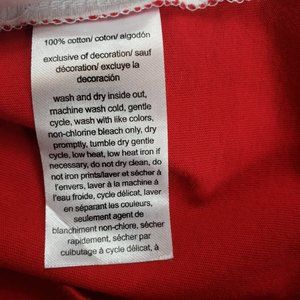 100% cotton/ coton/ algodón
exclusive of decoration/ sauf
décoration/ excluye la
decoración
wash and dry inside out,
machine wash cold, gentle
cycle, wash with like colors,
non-chlorine bleach only, dry
promptly, tumble dry gentle
cycle, low heat, low heat iron if
necessary, do not dry clean, do
not iron prints/laver et sécher à
l'envers, laver à la machine à
l'eau froide, cycle délicat, laver
en séparant les couleurs,
seulement agent de
blanchiment non-chlore, sécher
rapidement, sécher par
culbutage à cycle délicat, à